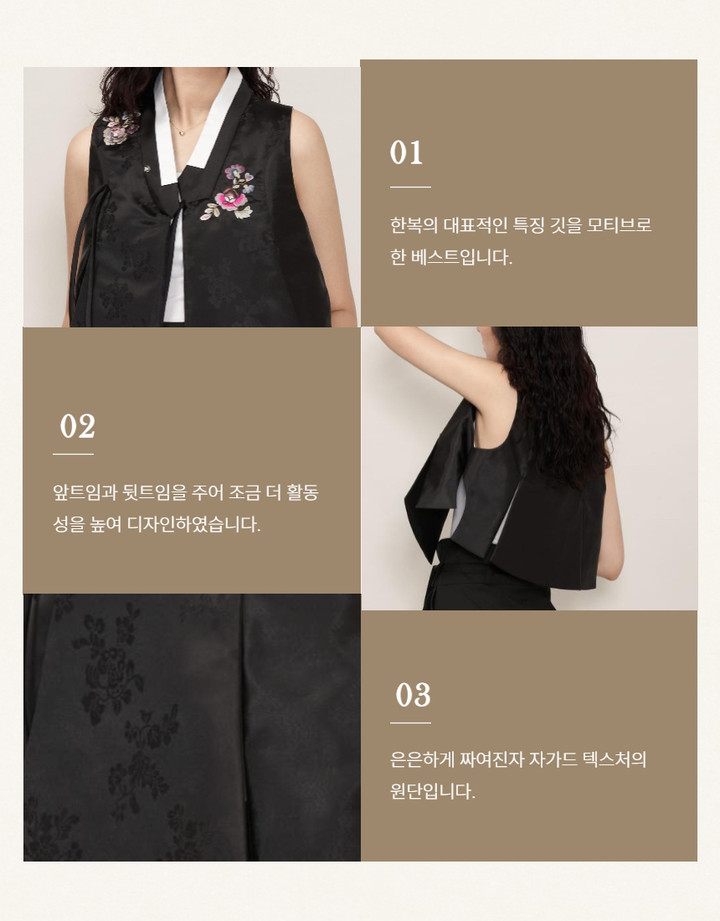 01
한복의 대표적인 특징 깃을 모티브로
한 베스트입니다.
02
앞트임과 뒷트임을 주어 조금 더 활동
성을 높여 디자인하였습니다.
03
은은하게 짜여진자 자가드 텍스처의
원단입니다.